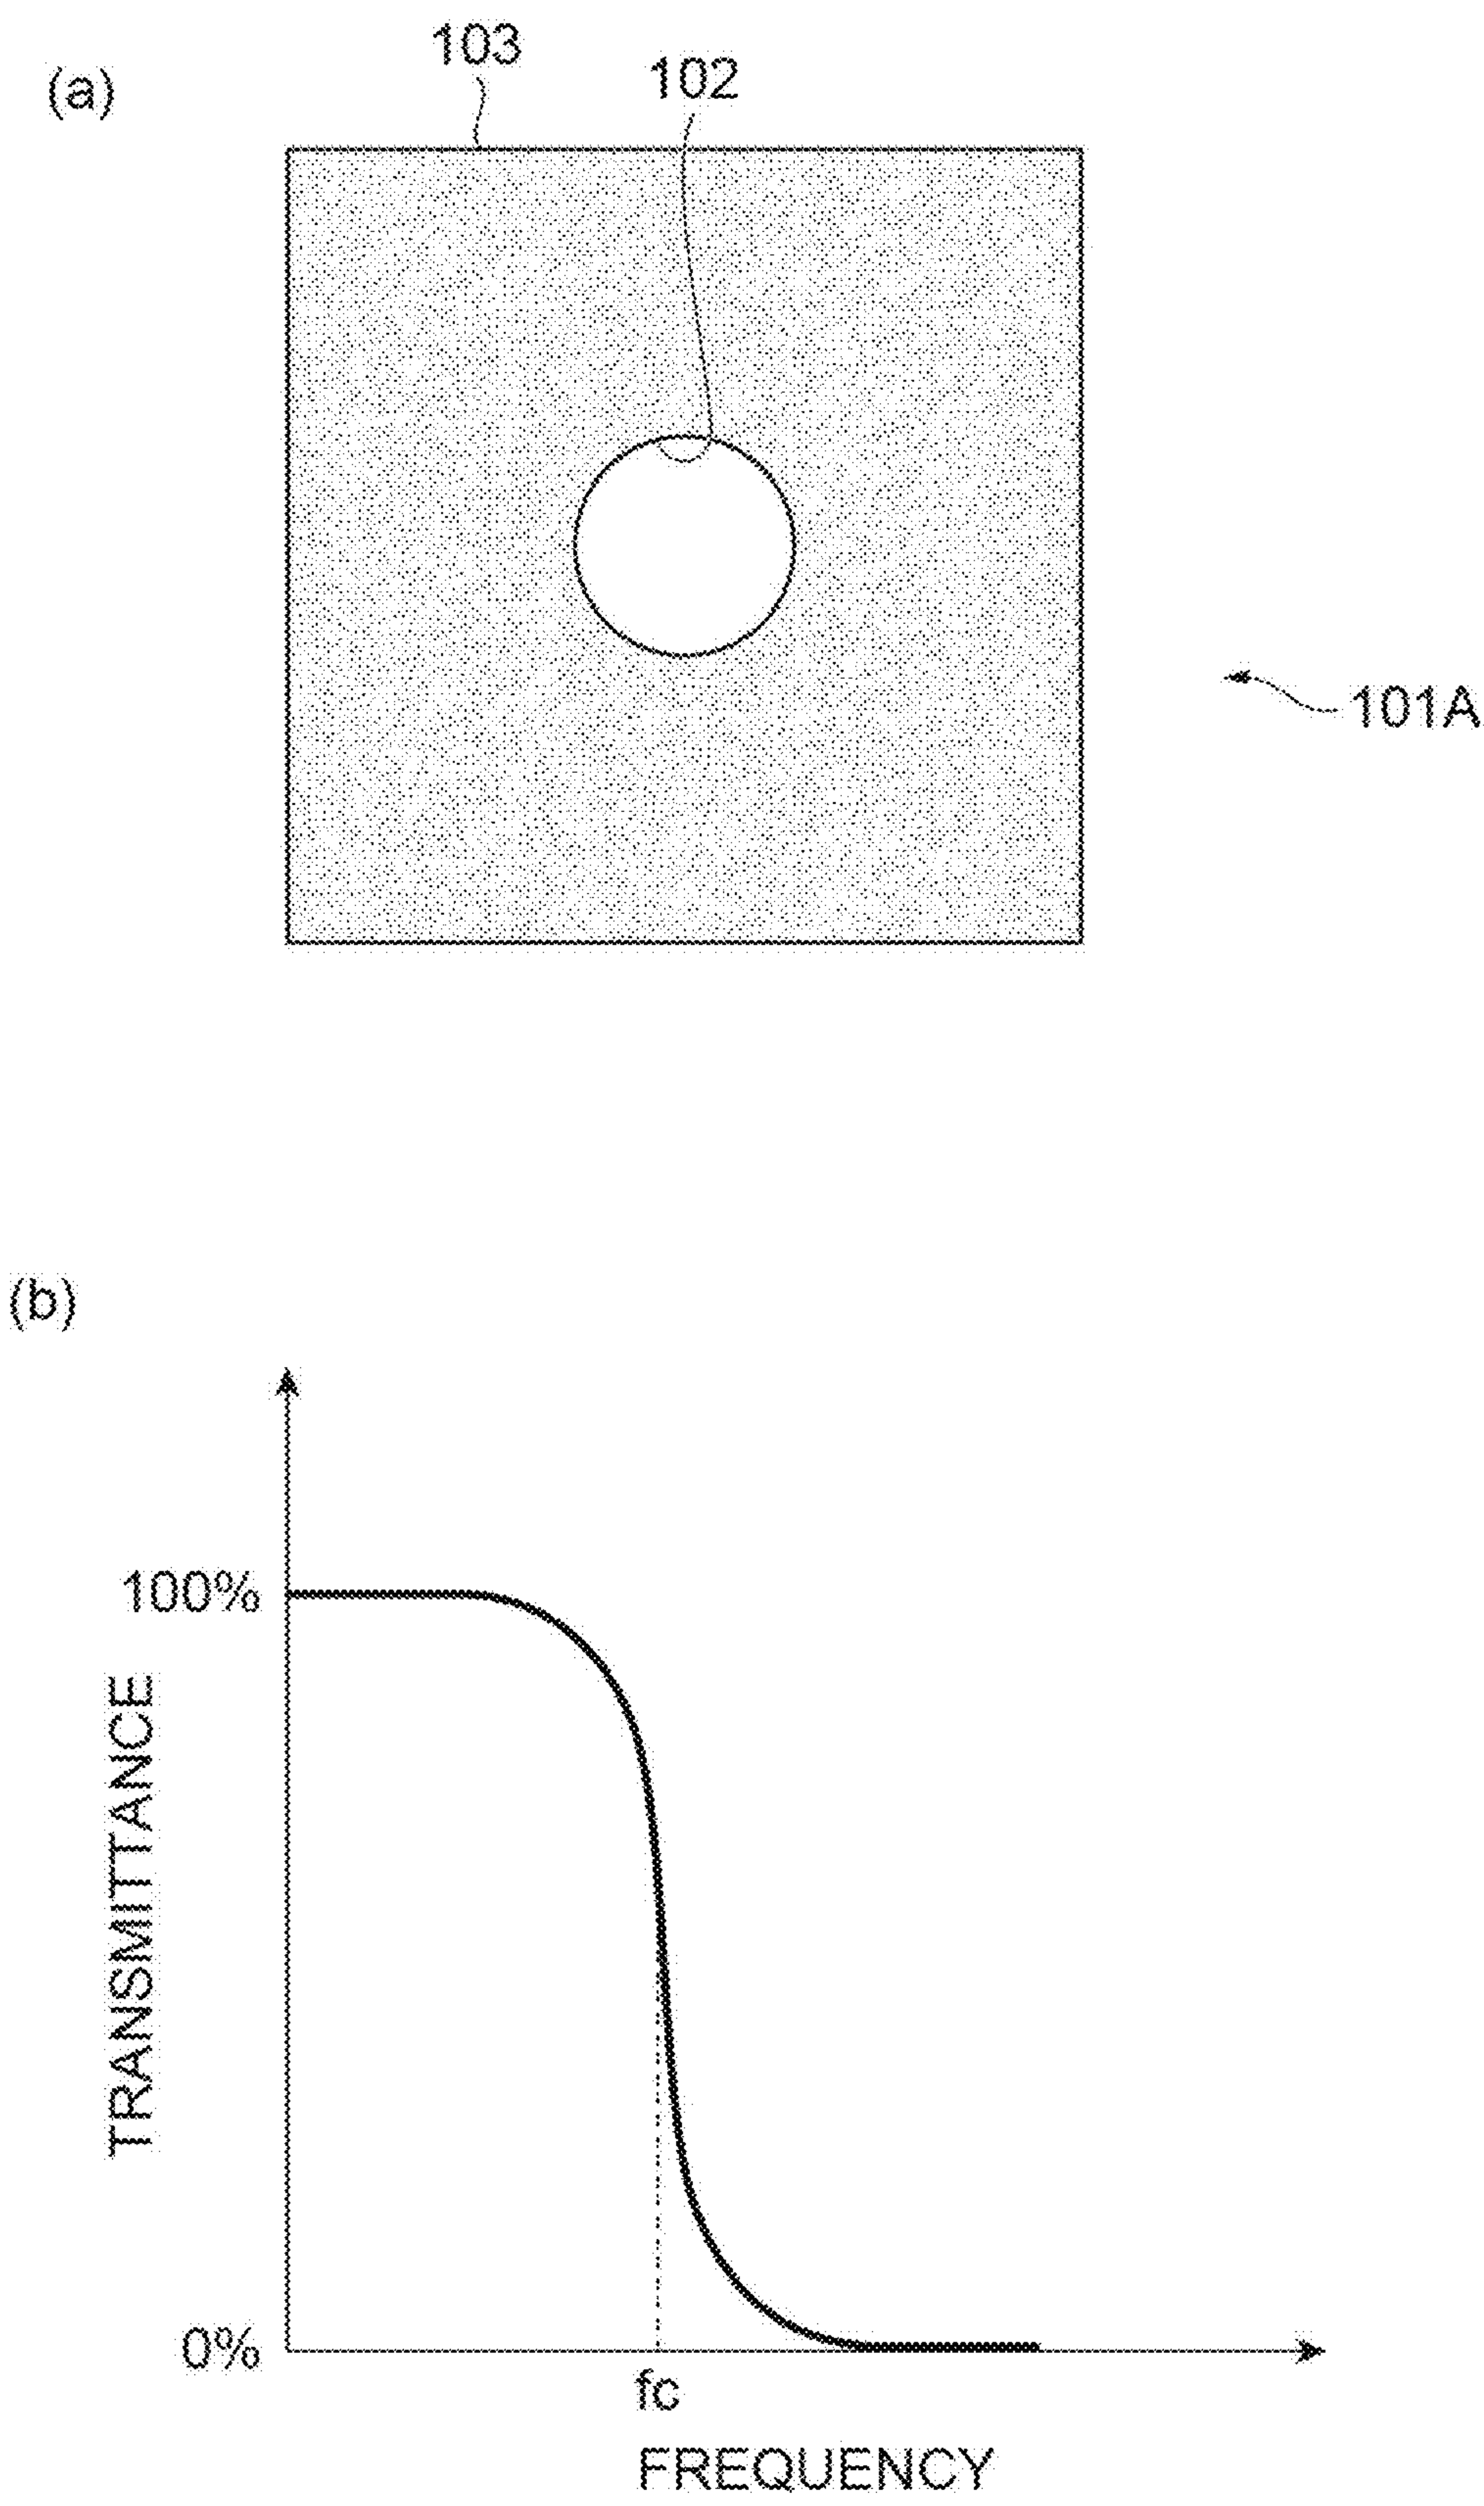 (a)
103
102
101A
(b)
100%
TRANSMITTANCE
0%
fc
FREQUENCY